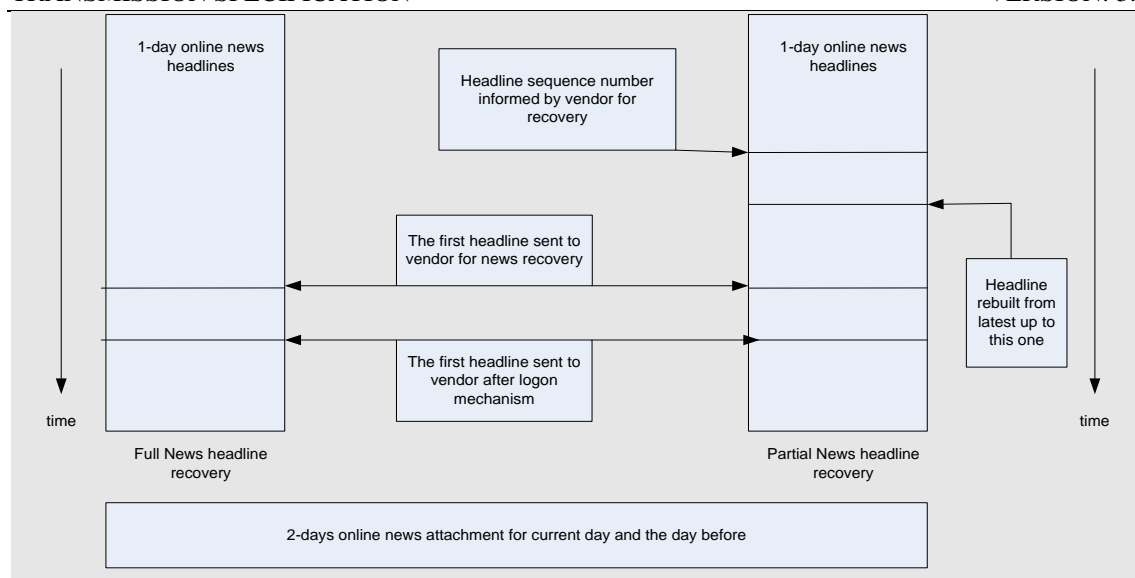 1-day online news
headlines
1-day online news
headlines
Headline sequence number
informed by vendor for
recovery
The first headline sent to
vendor for news recovery
Headline
rebuilt from
latest up to
this one
The first headline sent to
vendor after logon
mechanism
time
time
Full News headline
recovery
Partial News headline
recovery
2-days online news attachment for current day and the day before